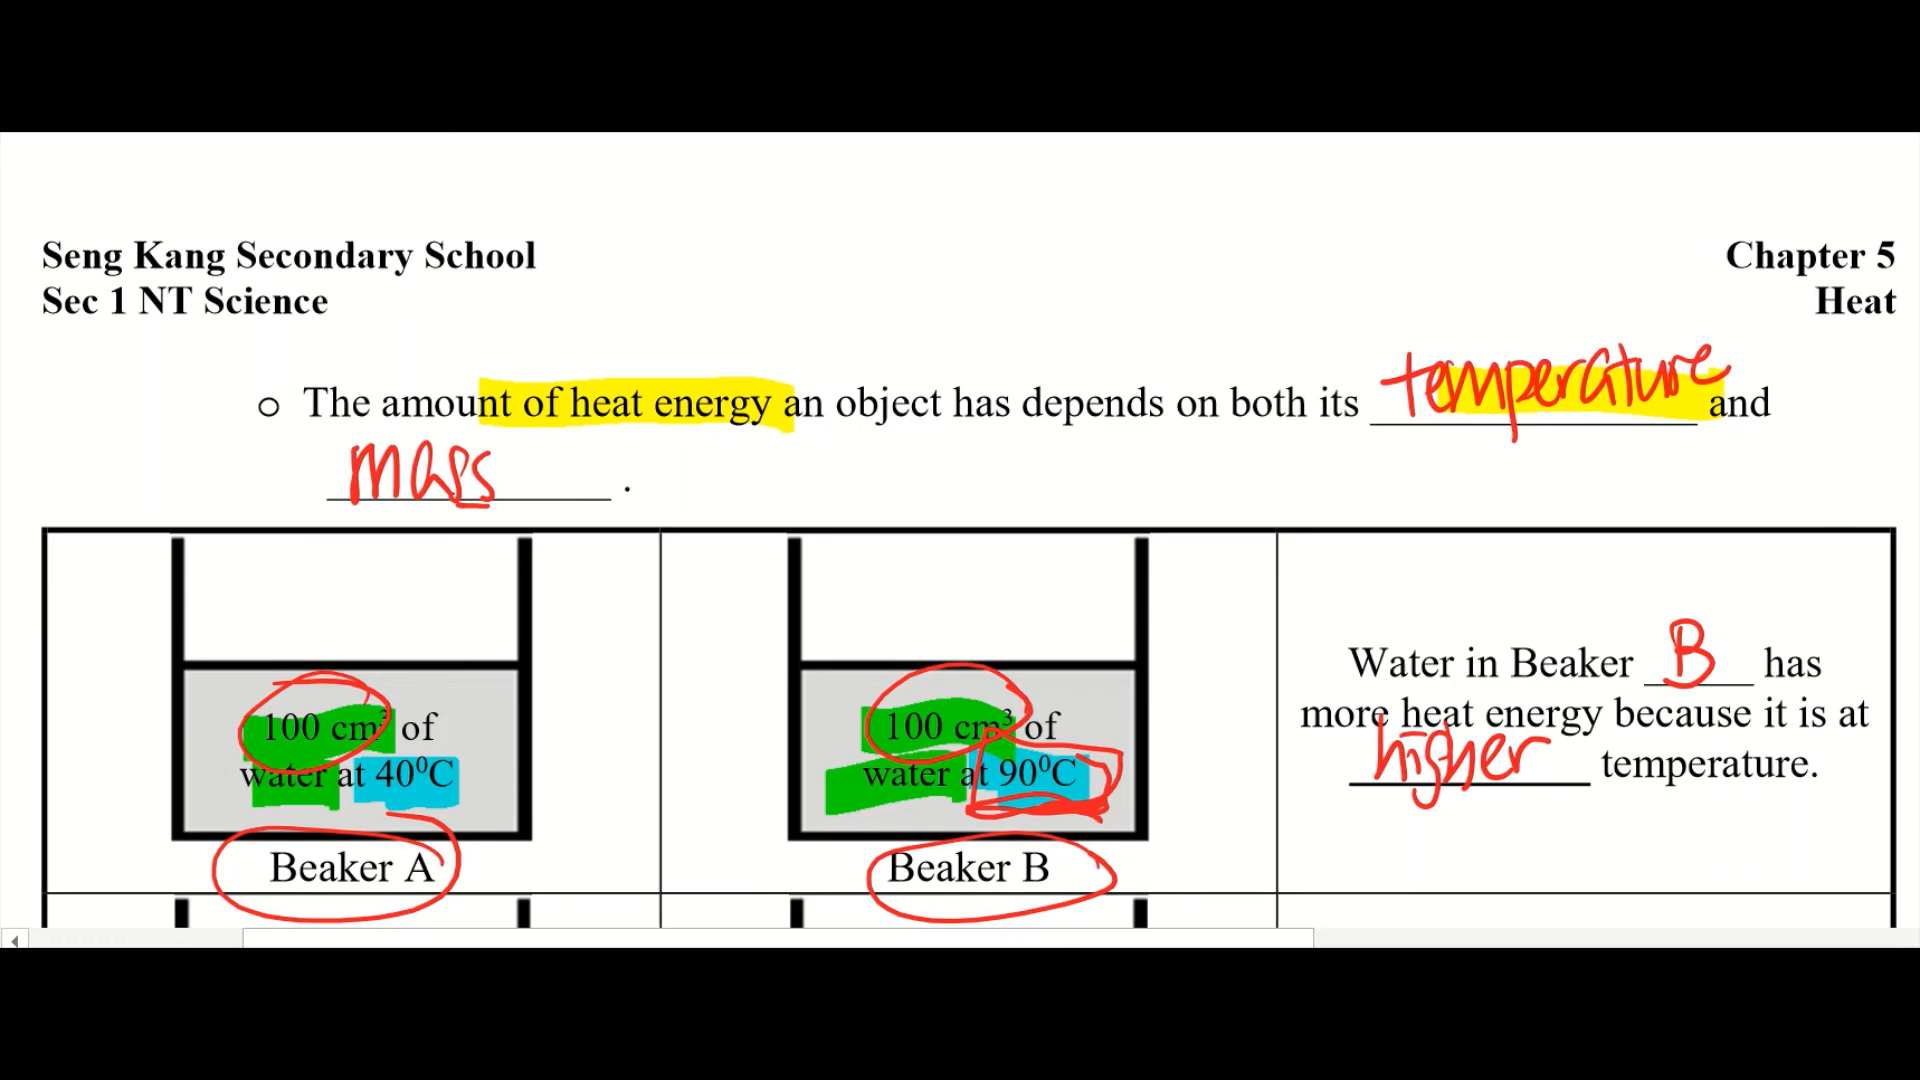 Seng Kang Secondary School
Chapter 5
Sec 1 NT Science
Heat
o The amount of heat energy an object has depends on both its temperature and
mass .
100 cm³ of
water at 40⁰C
Beaker A
100 cm³ of
water at 90⁰C
Beaker B
Water in Beaker B has
more heat energy because it is at
higher temperature.